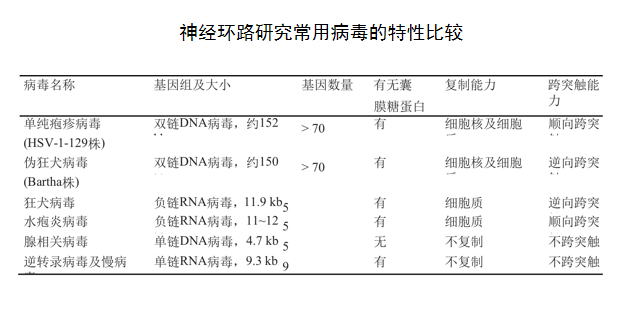 神经环路研究常用病毒的特性比较
病毒名称 基因组及大小 基因数量 有无囊膜糖蛋白 复制能力 跨突触能力
单纯疱疹病毒 双链DNA病毒，约152 > 70 有 细胞核及细胞 顺向跨突
(HSV-1-129株)
伪狂犬病毒 双链DNA病毒，约150 > 70 有 细胞核及细胞 逆向跨突
(Bartha株)
狂犬病毒 负链RNA病毒，11.9 kb 5 有 细胞质 逆向跨突
水疱炎病毒 负链RNA病毒，11~12 5 有 细胞质 顺向跨突
腺相关病毒 单链DNA病毒，4.7 kb 5 无 不复制 不跨突触
逆转录病毒及慢病 单链RNA病毒，9.3 kb 9 有 不复制 不跨突触